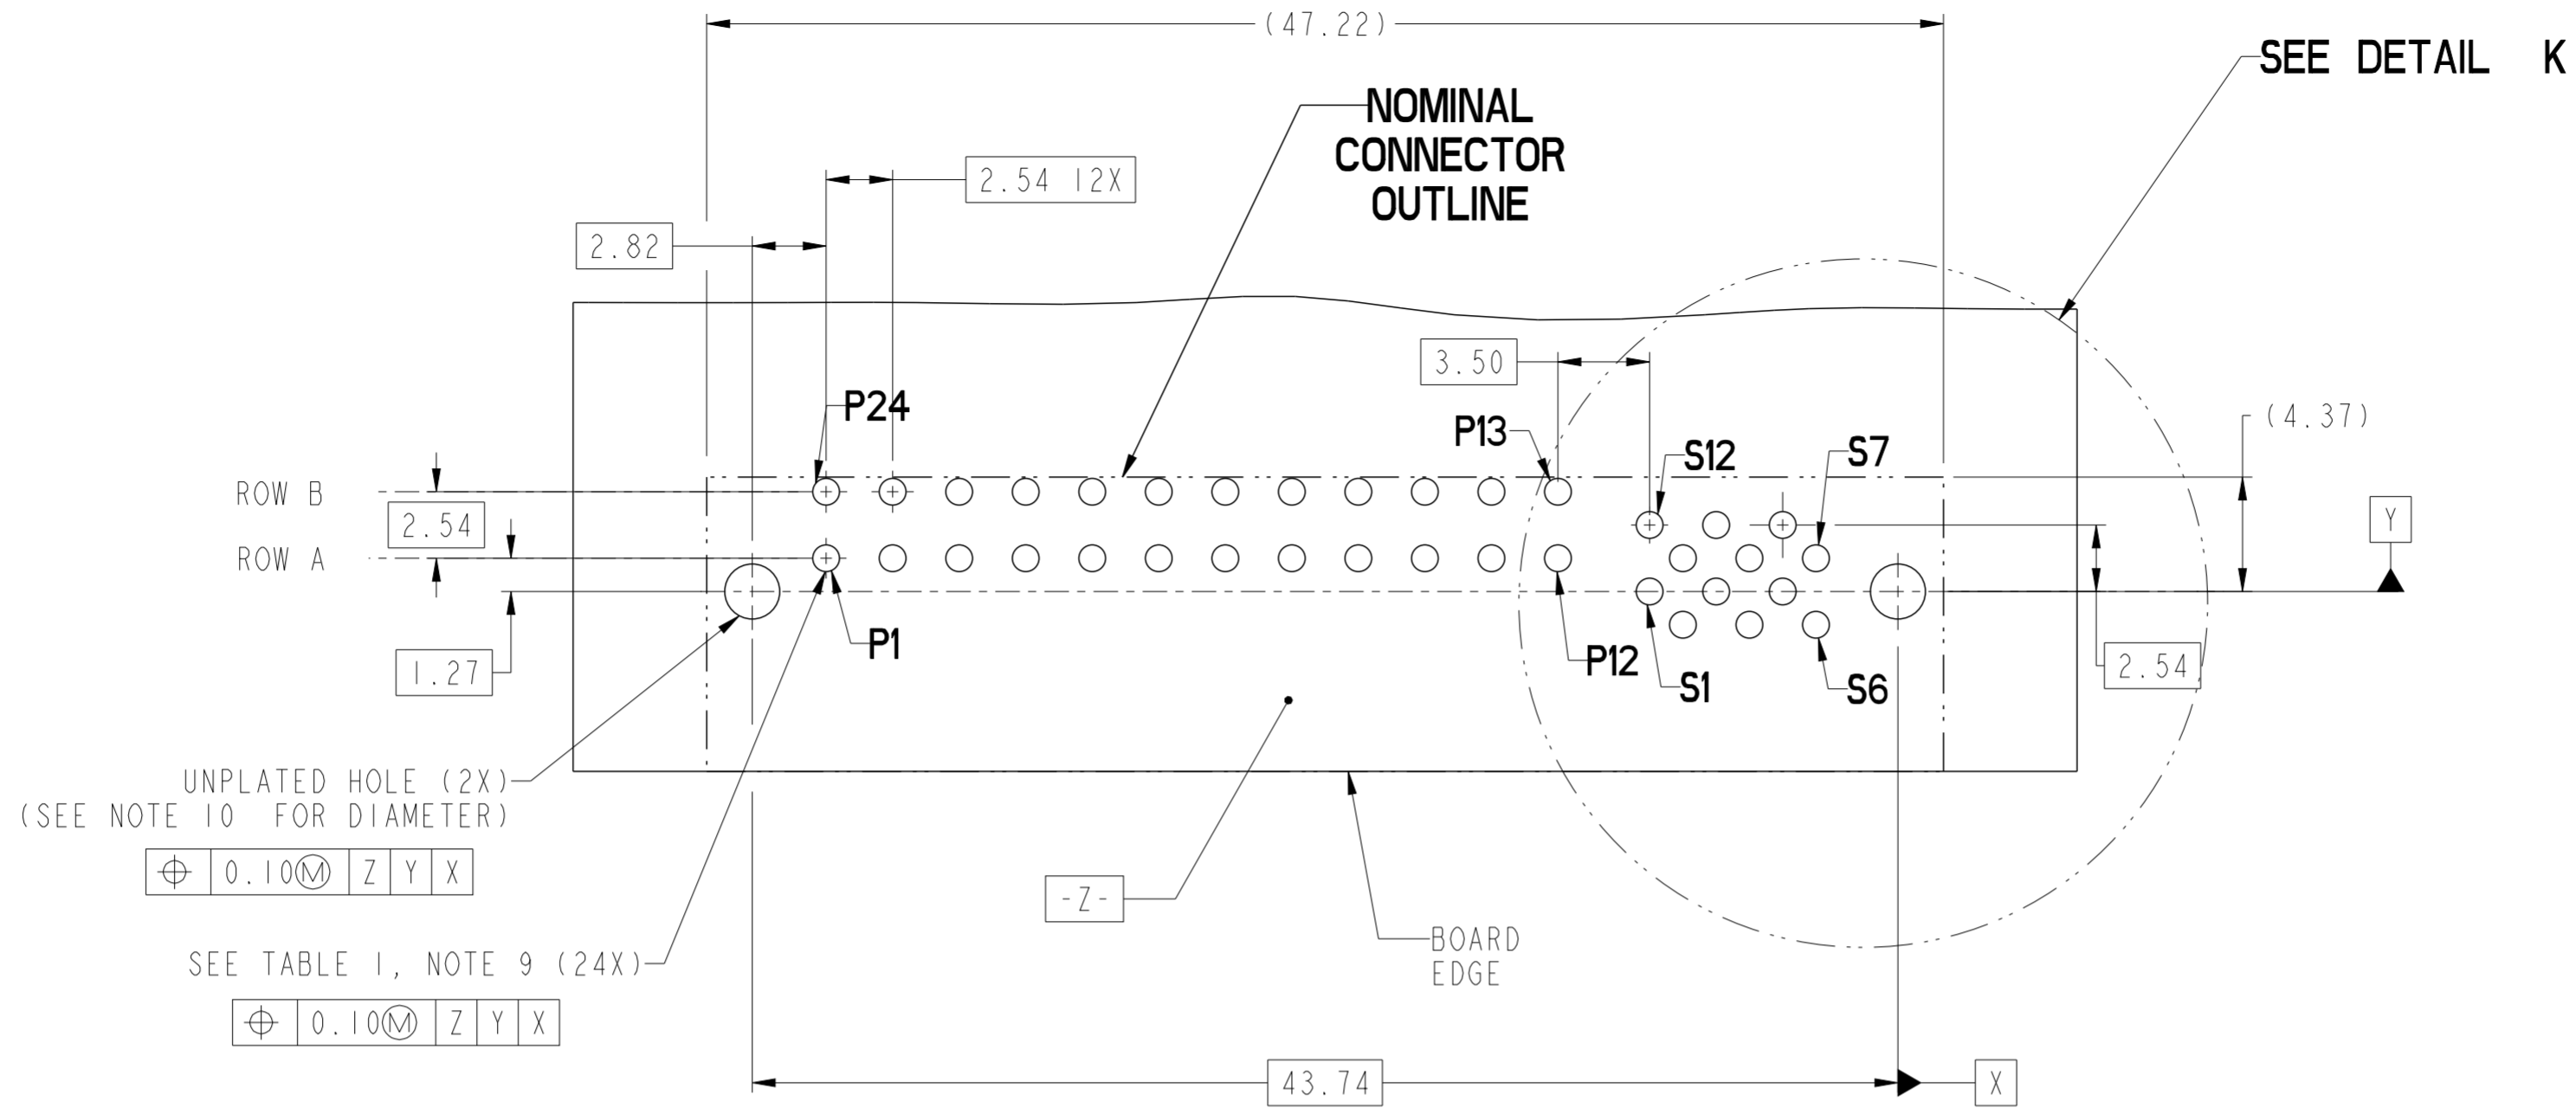 (47.22)
SEE DETAIL K
NOMINAL
CONNECTOR
OUTLINE
2.54 12X
2.82
3.50
P24
P13
(4.37)
S12
S7
ROW B
2.54
Y
ROW A
P1
P12
1.27
S1
S6
2.54
UNPLATED HOLE (2X)
(SEE NOTE 10 FOR DIAMETER)
⌖ 0.10Ⓜ Z Y X
-Z-
BOARD
EDGE
SEE TABLE 1, NOTE 9 (24X)
⌖ 0.10Ⓜ Z Y X
43.74
X